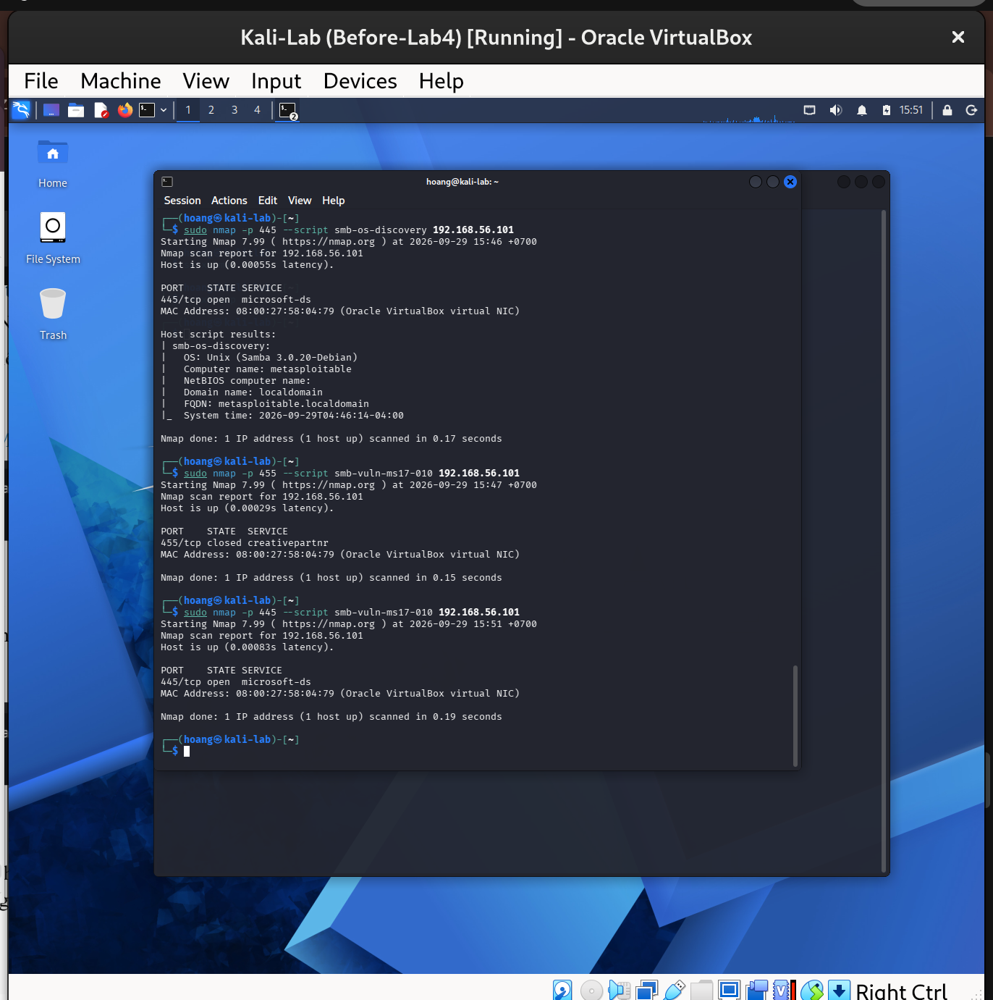 Kali-Lab (Before-Lab4) [Running] - Oracle VirtualBox
File Machine View Input Devices Help
1 2 3 4 2 15:51
Home
File System
Trash
hoang@kali-lab: ~
Session Actions Edit View Help
┌──(hoang㉿kali-lab)-[~]
└─$ sudo nmap -p 445 --script smb-os-discovery 192.168.56.101
Starting Nmap 7.99 ( https://nmap.org ) at 2026-09-29 15:46 +0700
Nmap scan report for 192.168.56.101
Host is up (0.00055s latency).
PORT    STATE SERVICE
445/tcp open  microsoft-ds
MAC Address: 08:00:27:58:04:79 (Oracle VirtualBox virtual NIC)
Host script results:
| smb-os-discovery:
|   OS: Unix (Samba 3.0.20-Debian)
|   Computer name: metasploitable
|   NetBIOS computer name:
|   Domain name: localdomain
|   FQDN: metasploitable.localdomain
|_  System time: 2026-09-29T04:46:14-04:00
Nmap done: 1 IP address (1 host up) scanned in 0.17 seconds
┌──(hoang㉿kali-lab)-[~]
└─$ sudo nmap -p 455 --script smb-vuln-ms17-010 192.168.56.101
Starting Nmap 7.99 ( https://nmap.org ) at 2026-09-29 15:47 +0700
Nmap scan report for 192.168.56.101
Host is up (0.00029s latency).
PORT    STATE  SERVICE
455/tcp closed creativepartnr
MAC Address: 08:00:27:58:04:79 (Oracle VirtualBox virtual NIC)
Nmap done: 1 IP address (1 host up) scanned in 0.15 seconds
┌──(hoang㉿kali-lab)-[~]
└─$ sudo nmap -p 445 --script smb-vuln-ms17-010 192.168.56.101
Starting Nmap 7.99 ( https://nmap.org ) at 2026-09-29 15:51 +0700
Nmap scan report for 192.168.56.101
Host is up (0.00083s latency).
PORT    STATE SERVICE
445/tcp open  microsoft-ds
MAC Address: 08:00:27:58:04:79 (Oracle VirtualBox virtual NIC)
Nmap done: 1 IP address (1 host up) scanned in 0.19 seconds
┌──(hoang㉿kali-lab)-[~]
└─$
Right Ctrl